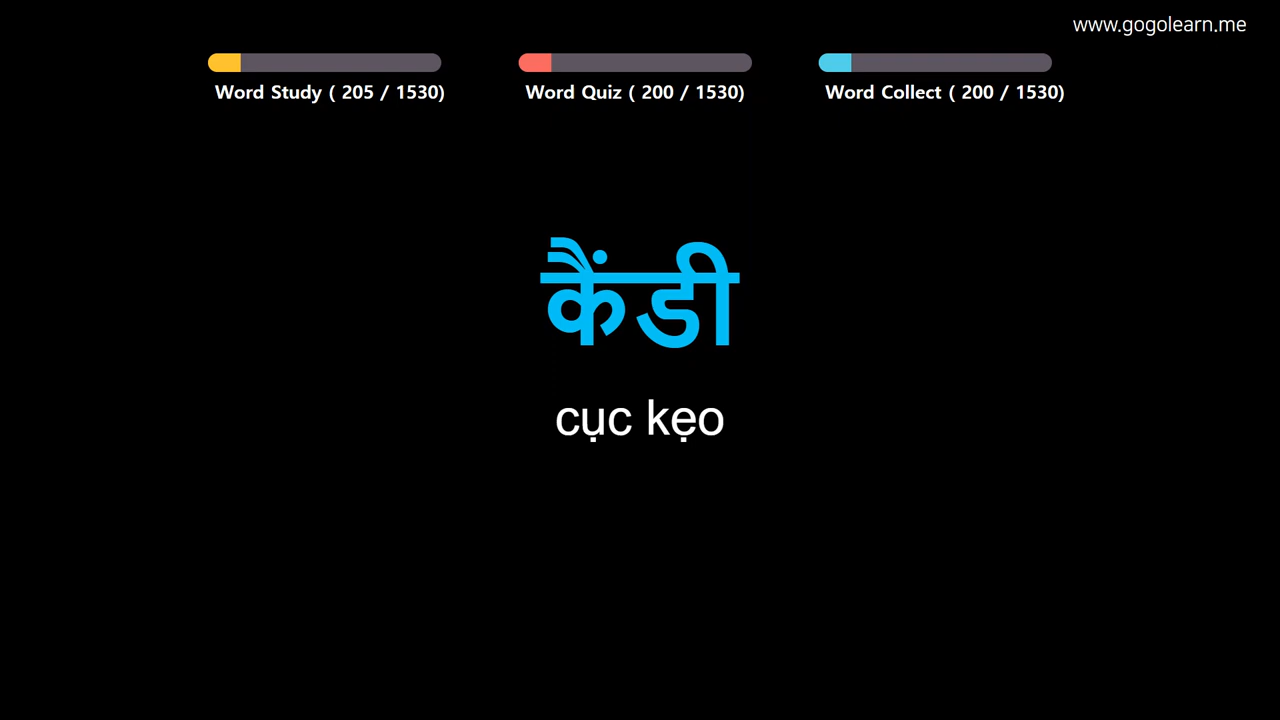 www.gogolearn.me
Word Study ( 205 / 1530)
Word Quiz ( 200 / 1530)
Word Collect ( 200 / 1530)
कैंडी
cục kẹo